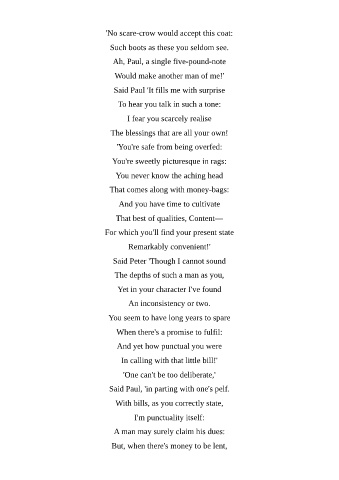 'No scare-crow would accept this coat:
Such boots as these you seldom see.
Ah, Paul, a single five-pound-note
Would make another man of me!'
Said Paul 'It fills me with surprise
To hear you talk in such a tone:
I fear you scarcely realise
The blessings that are all your own!
'You're safe from being overfed:
You're sweetly picturesque in rags:
You never know the aching head
That comes along with money-bags:
And you have time to cultivate
That best of qualities, Content—
For which you'll find your present state
Remarkably convenient!'
Said Peter 'Though I cannot sound
The depths of such a man as you,
Yet in your character I've found
An inconsistency or two.
You seem to have long years to spare
When there's a promise to fulfil:
And yet how punctual you were
In calling with that little bill!'
'One can't be too deliberate,'
Said Paul, 'in parting with one's pelf.
With bills, as you correctly state,
I'm punctuality itself:
A man may surely claim his dues:
But, when there's money to be lent,